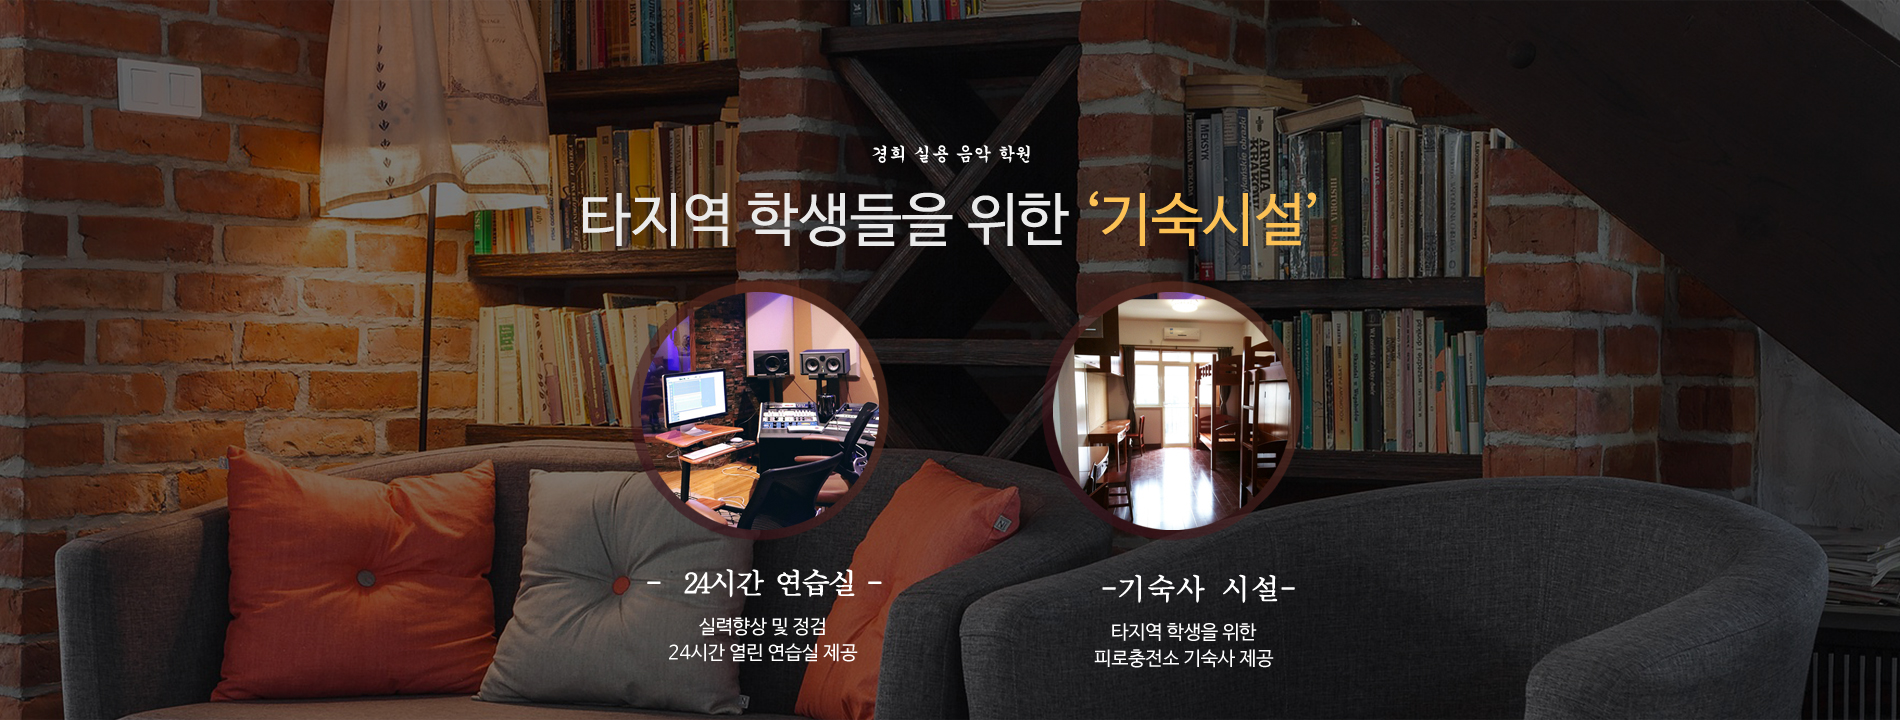 경희 실용 음악 학원
타지역 학생들을 위한 ‘기숙시설’
- 24시간 연습실 -
실력향상 및 정검
24시간 열린 연습실 제공
-기숙사 시설-
타지역 학생을 위한
피로충전소 기숙사 제공